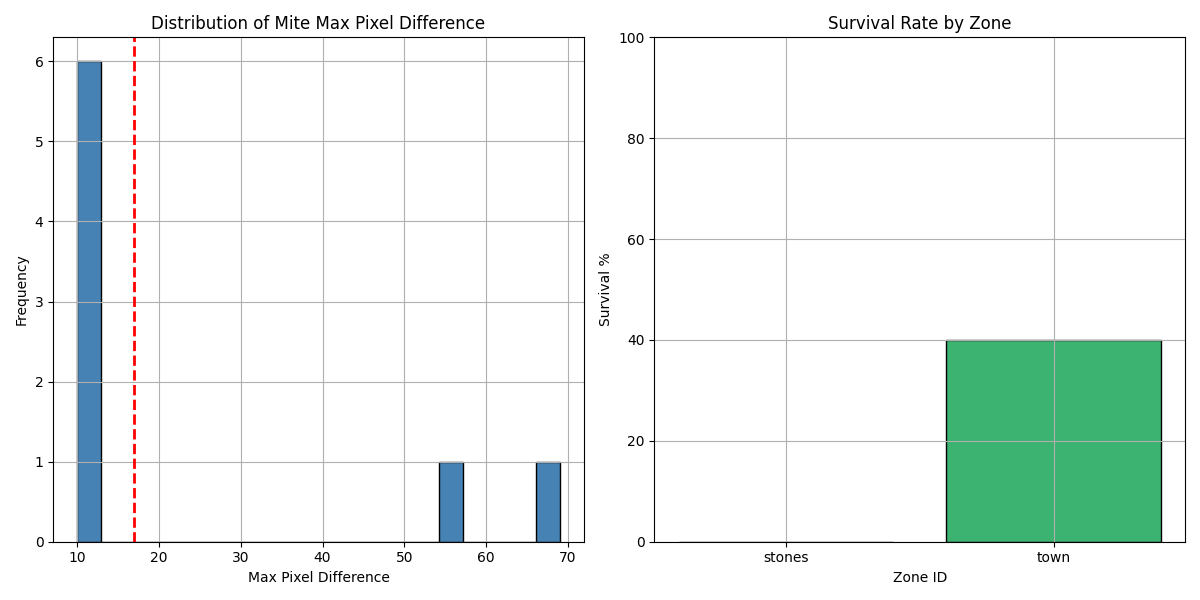 Distribution of Mite Max Pixel Difference
6
5
4
3
2
1
0
Frequency
10 20 30 40 50 60 70
Max Pixel Difference
Survival Rate by Zone
100
80
60
40
20
0
Survival %
stones town
Zone ID